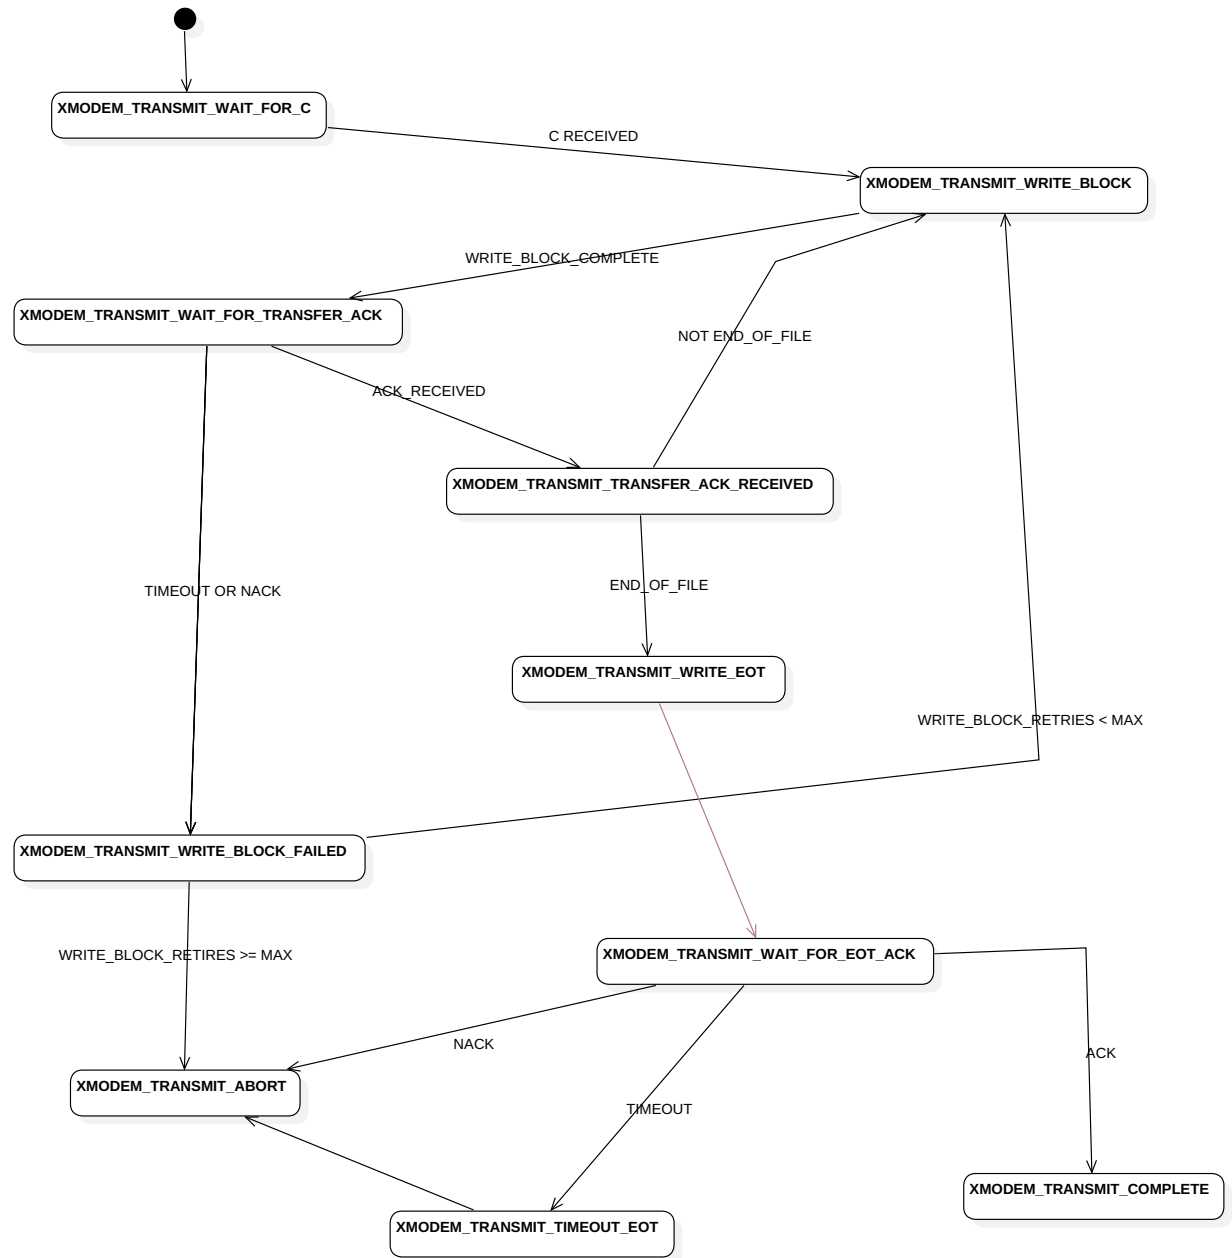 XMODEM_TRANSMIT_WAIT_FOR_C
C RECEIVED
XMODEM_TRANSMIT_WRITE_BLOCK
WRITE_BLOCK_COMPLETE
XMODEM_TRANSMIT_WAIT_FOR_TRANSFER_ACK
NOT END_OF_FILE
ACK_RECEIVED
XMODEM_TRANSMIT_TRANSFER_ACK_RECEIVED
END_OF_FILE
TIMEOUT OR NACK
XMODEM_TRANSMIT_WRITE_EOT
WRITE_BLOCK_RETRIES < MAX
XMODEM_TRANSMIT_WRITE_BLOCK_FAILED
WRITE_BLOCK_RETIRES >= MAX
XMODEM_TRANSMIT_WAIT_FOR_EOT_ACK
NACK
ACK
XMODEM_TRANSMIT_ABORT
TIMEOUT
XMODEM_TRANSMIT_COMPLETE
XMODEM_TRANSMIT_TIMEOUT_EOT